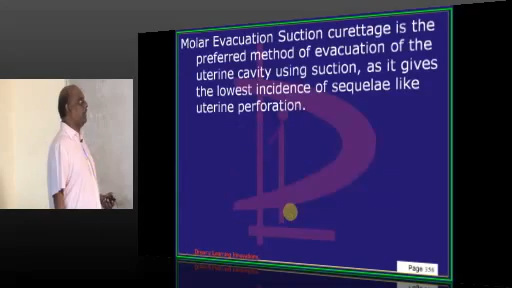 Molar Evacuation Suction curettage is the
preferred method of evacuation of the
uterine cavity using suction, as it gives
the lowest incidence of sequelae like
uterine perforation.
Page 156